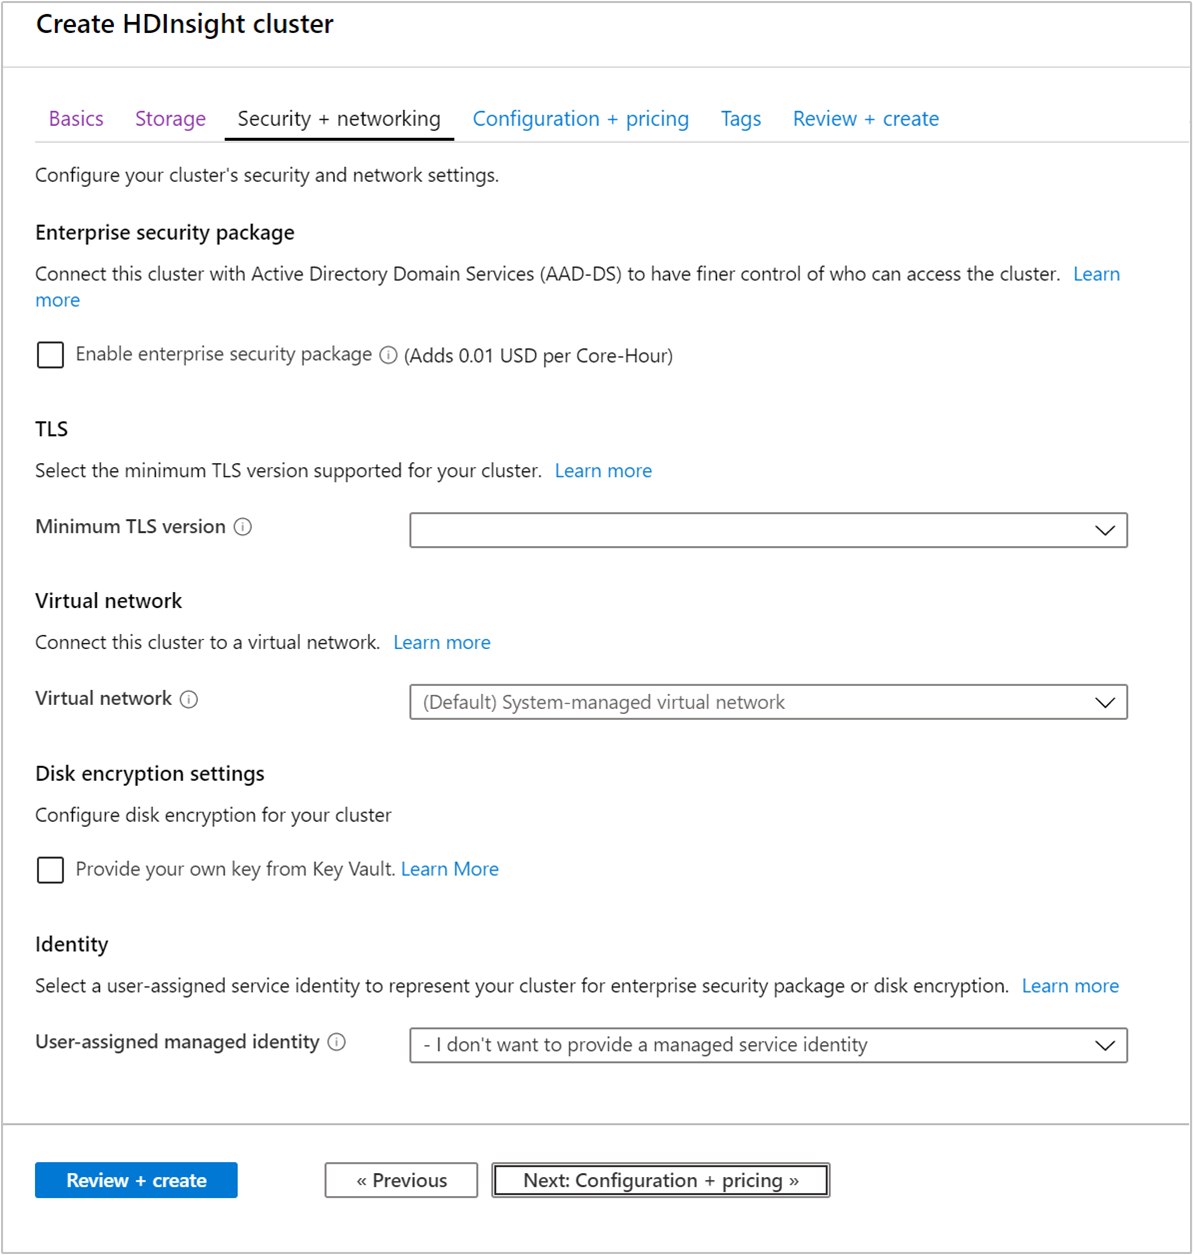 Create HDInsight cluster
Basics Storage Security + networking Configuration + pricing Tags Review + create
Configure your cluster's security and network settings.
Enterprise security package
Connect this cluster with Active Directory Domain Services (AAD-DS) to have finer control of who can access the cluster. Learn
more
Enable enterprise security package (Adds 0.01 USD per Core-Hour)
TLS
Select the minimum TLS version supported for your cluster. Learn more
Minimum TLS version
Virtual network
Connect this cluster to a virtual network. Learn more
Virtual network (Default) System-managed virtual network
Disk encryption settings
Configure disk encryption for your cluster
Provide your own key from Key Vault. Learn More
Identity
Select a user-assigned service identity to represent your cluster for enterprise security package or disk encryption. Learn more
User-assigned managed identity - I don't want to provide a managed service identity
Review + create « Previous Next: Configuration + pricing »